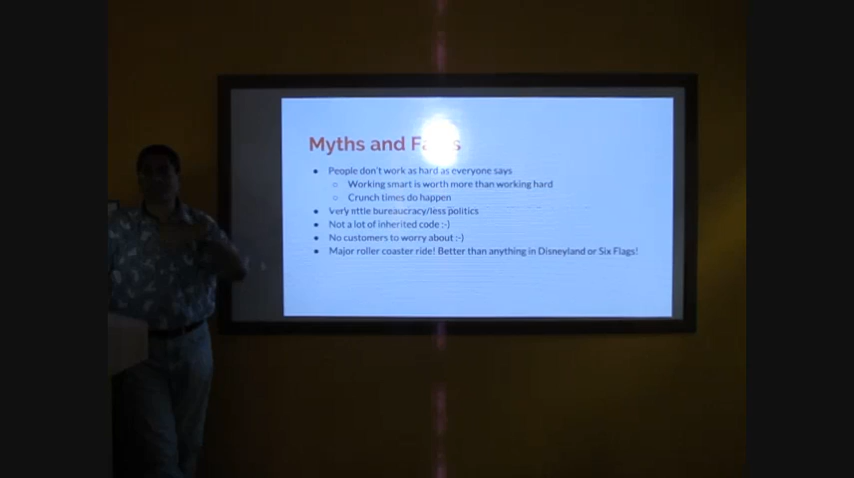 Myths and Facts
People don't work as hard as everyone says
Working smart is worth more than working hard
Crunch times do happen
Very little bureaucracy/less politics
Not a lot of inherited code :-)
No customers to worry about :-)
Major roller coaster ride! Better than anything in Disneyland or Six Flags!